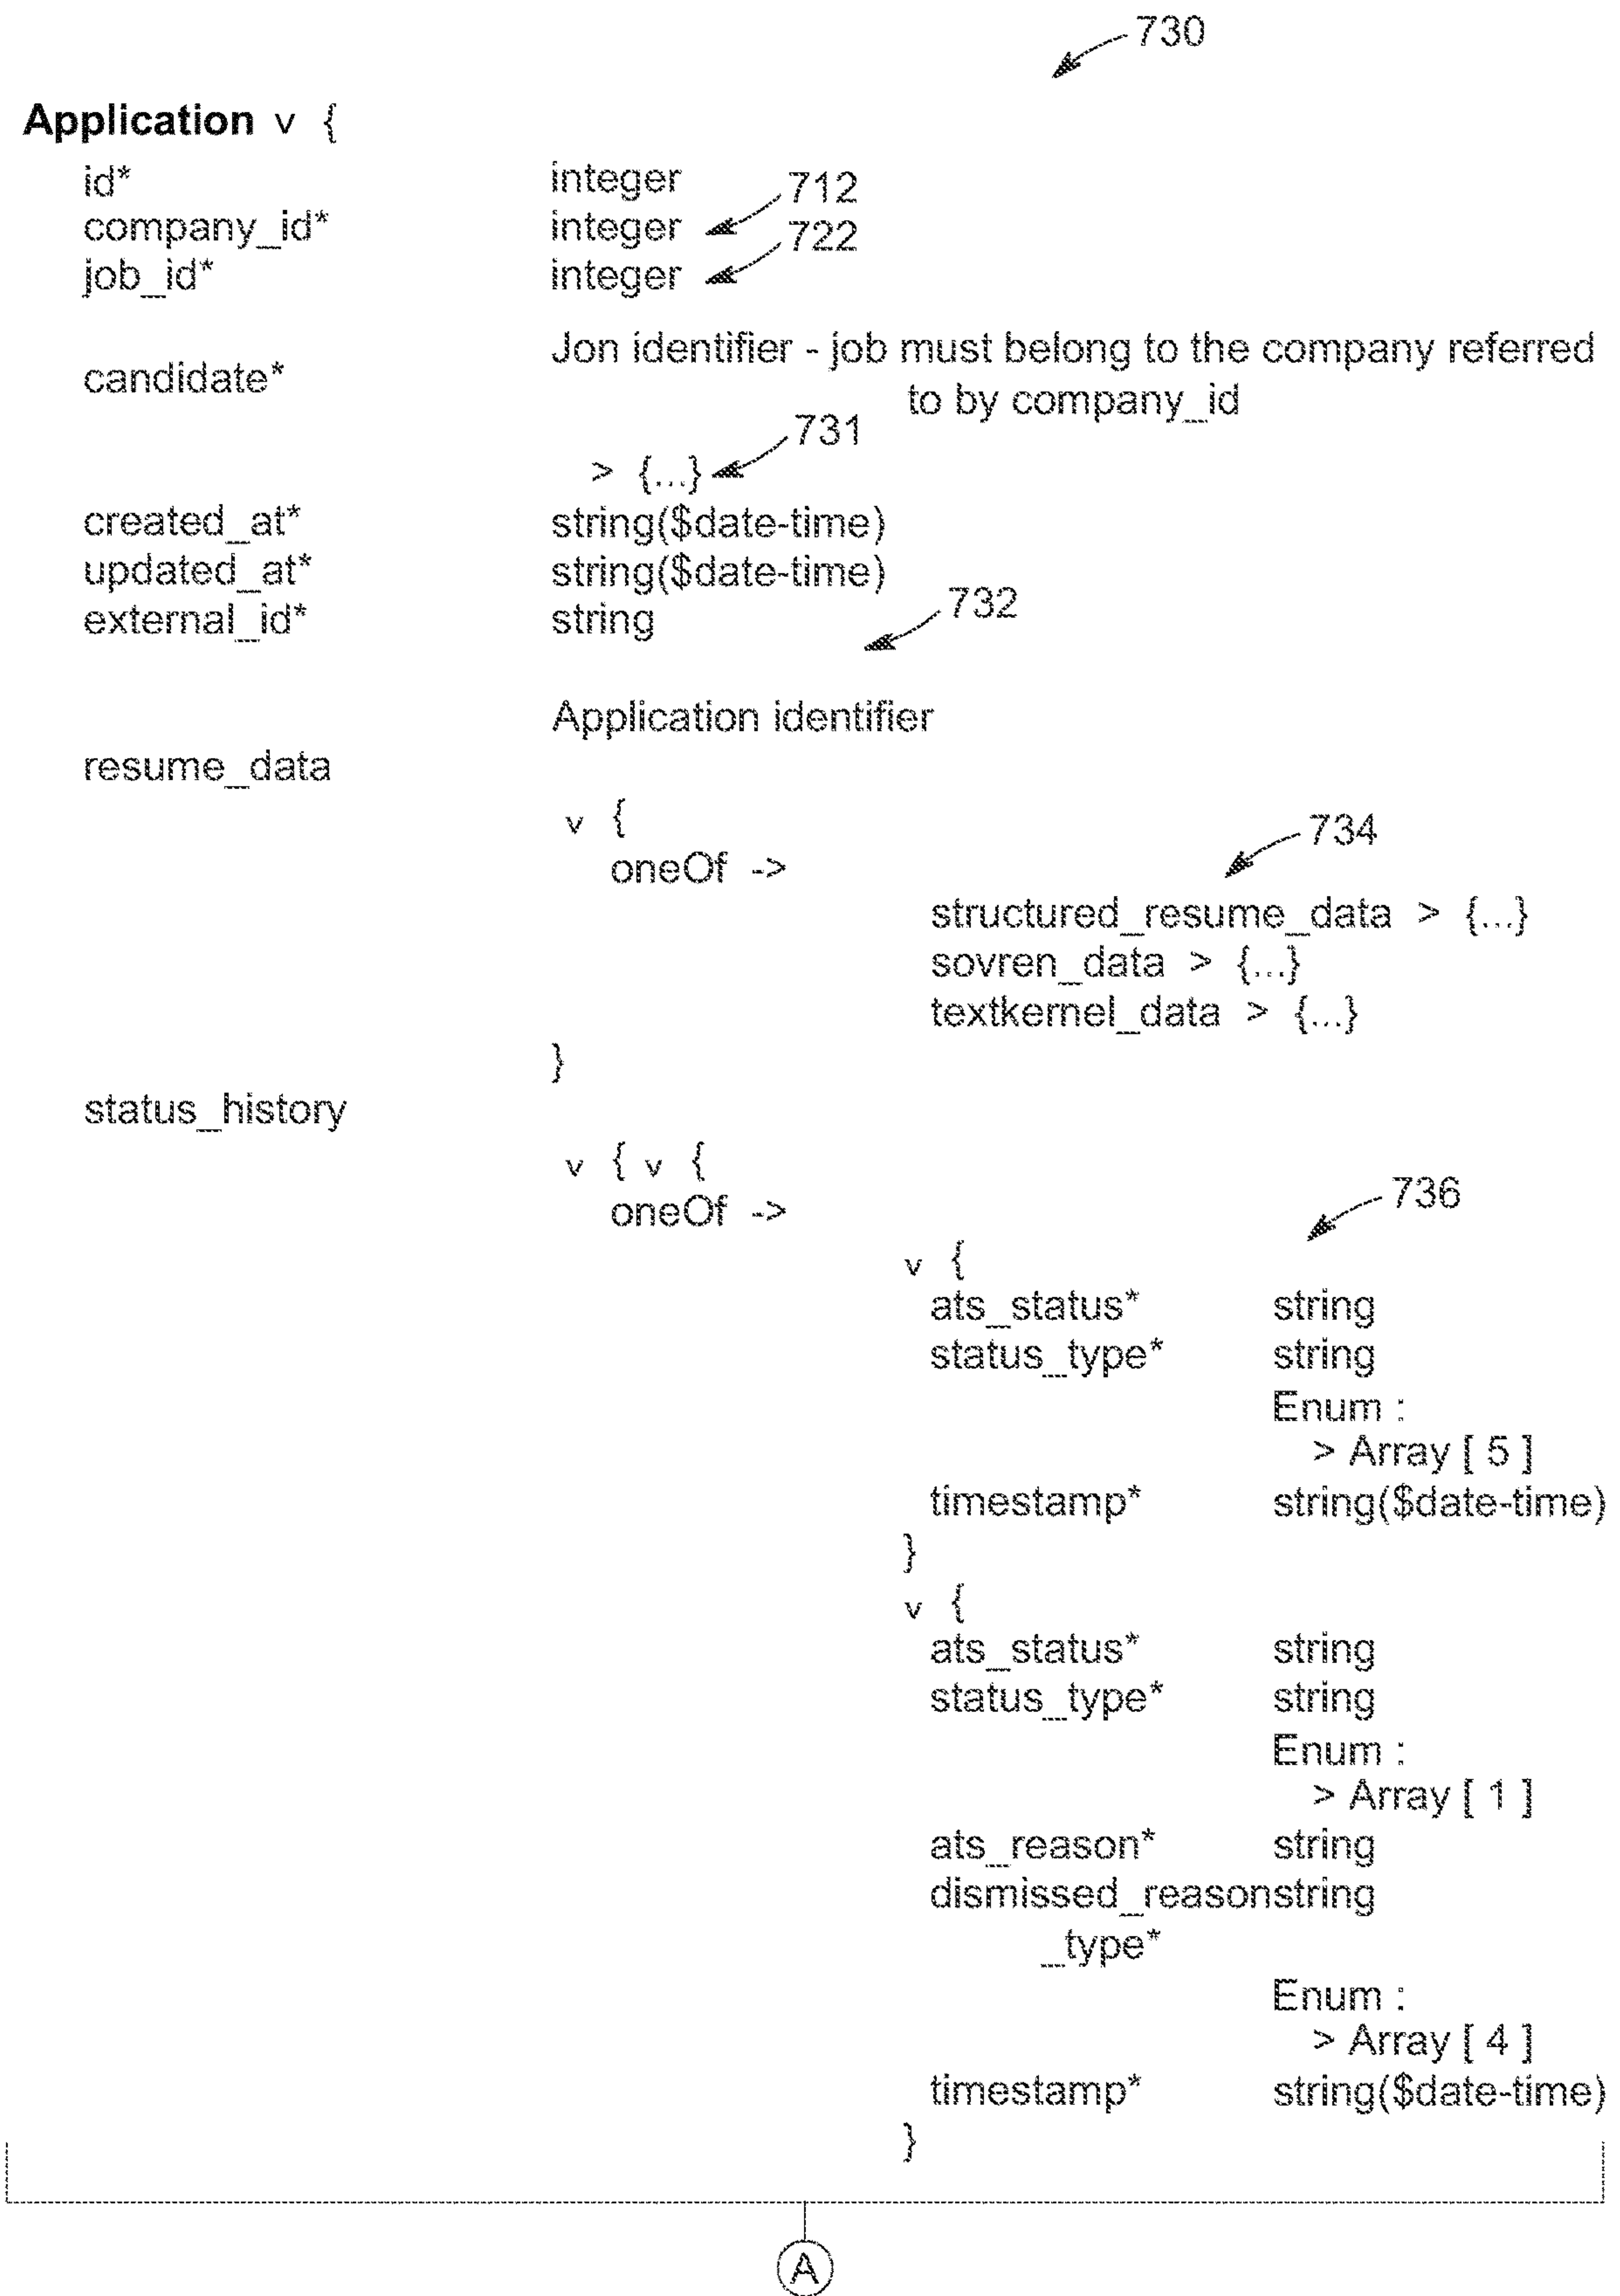 730
Application v {
id* integer 712
company_id* integer 722
job_id* integer
Jon identifier - job must belong to the company referred
candidate*
to by company_id
731
> {...}
created_at* string($date-time)
updated_at* string($date-time)
external_id* string 732
Application identifier
resume_data
v {
734
oneOf ->
structured_resume_data > {...}
sovren_data > {...}
textkernel_data > {...}
}
status_history
v { v {
736
oneOf ->
v {
ats_status* string
status_type* string
Enum :
> Array [ 5 ]
timestamp* string($date-time)
}
v {
ats_status* string
status_type* string
Enum :
> Array [ 1 ]
ats_reason* string
dismissed_reasonstring
_type*
Enum :
> Array [ 4 ]
timestamp* string($date-time)
}
A